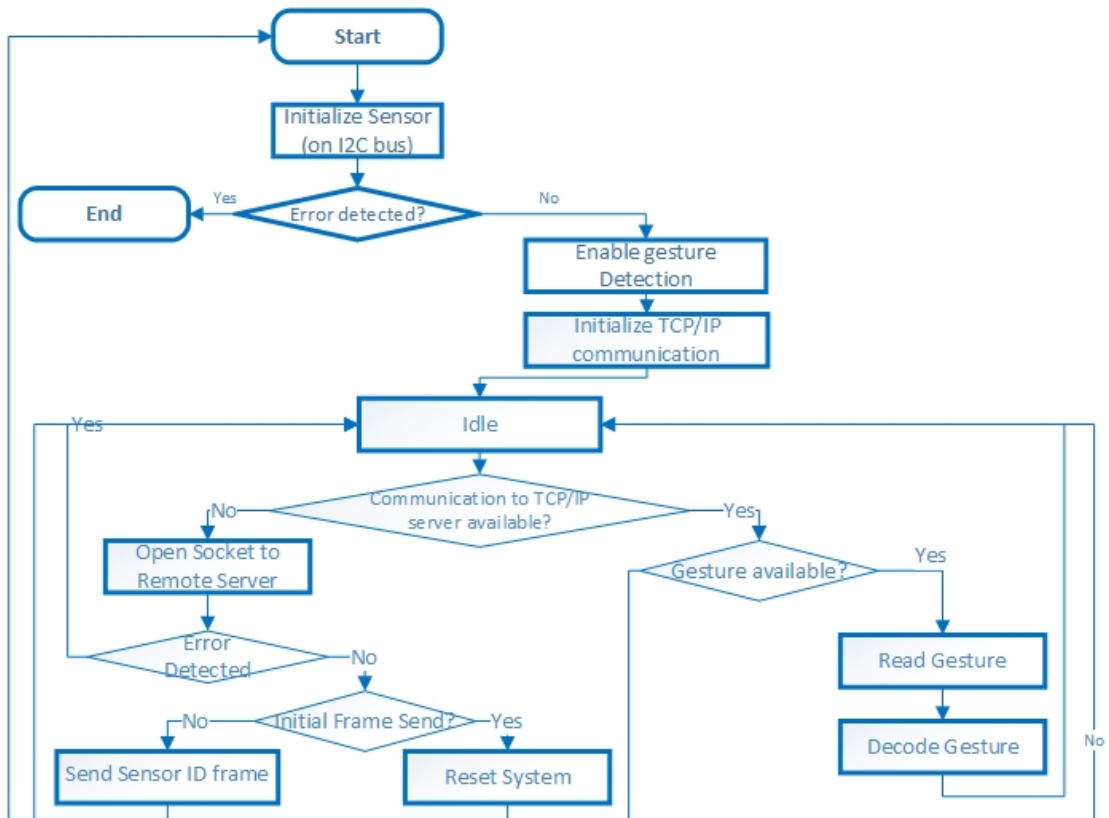 Start
Initialize Sensor
(on I2C bus)
Yes
No
End
Error detected?
Enable gesture
Detection
Initialize TCP/IP
communication
Yes
Idle
Communication to TCP/IP
server available?
No
Yes
Open Socket to
Remote Server
Gesture available?
Yes
Error
Detected
No
Read Gesture
Initial Frame Send?
No
Yes
Decode Gesture
No
Send Sensor ID frame
Reset System